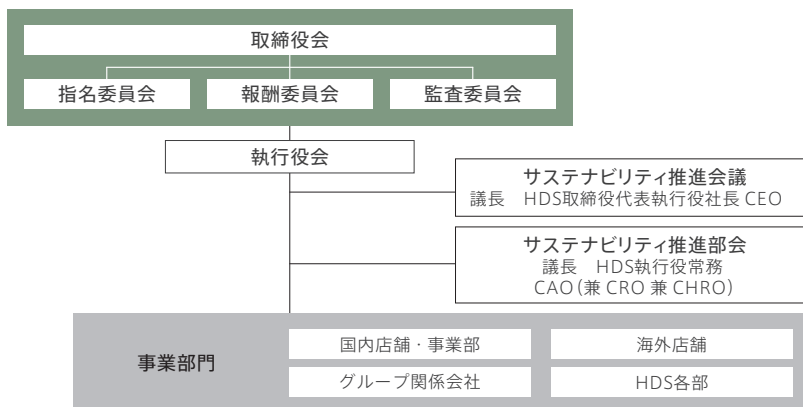 取締役会
指名委員会
報酬委員会
監査委員会
執行役会
サステナビリティ推進会議
議長　HDS取締役代表執行役社長 CEO
サステナビリティ推進部会
議長　HDS執行役常務
CAO（兼 CRO 兼 CHRO）
事業部門
国内店舗・事業部
海外店舗
グループ関係会社
HDS各部